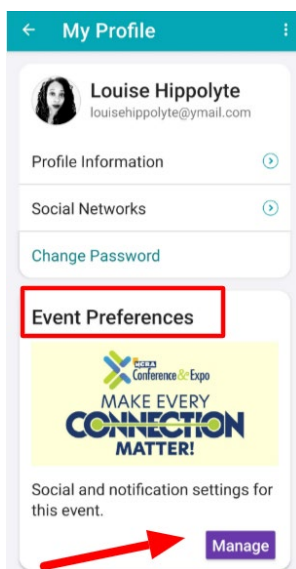 My Profile
Louise Hippolyte
louisehippolyte@ymail.com
Profile Information
Social Networks
Change Password
Event Preferences
NCRA
Conference & Expo
MAKE EVERY
CONNECTION
MATTER!
Social and notification settings for
this event.
Manage